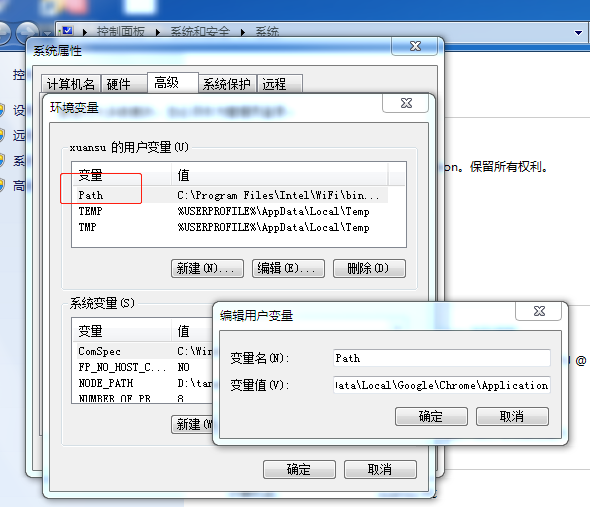 控制面板 ▸ 系统和安全 ▸ 系统
系统属性
计算机名 硬件 高级 系统保护 远程
环境变量
xuansu 的用户变量(U)
变量 值
Path C:\Program Files\Intel\WiFi\bin...
TEMP %USERPROFILE%\AppData\Local\Temp
TMP %USERPROFILE%\AppData\Local\Temp
新建(N)... 编辑(E)... 删除(D)
系统变量(S)
变量 值
ComSpec
FP_NO_HOST_C... NO
NODE_PATH
NUMBER_OF_PR 8
编辑用户变量
变量名(N): Path
变量值(V): ata\Local\Google\Chrome\Application
确定 取消
确定 取消
控
设
远
系
高
on。保留所有权利。
@